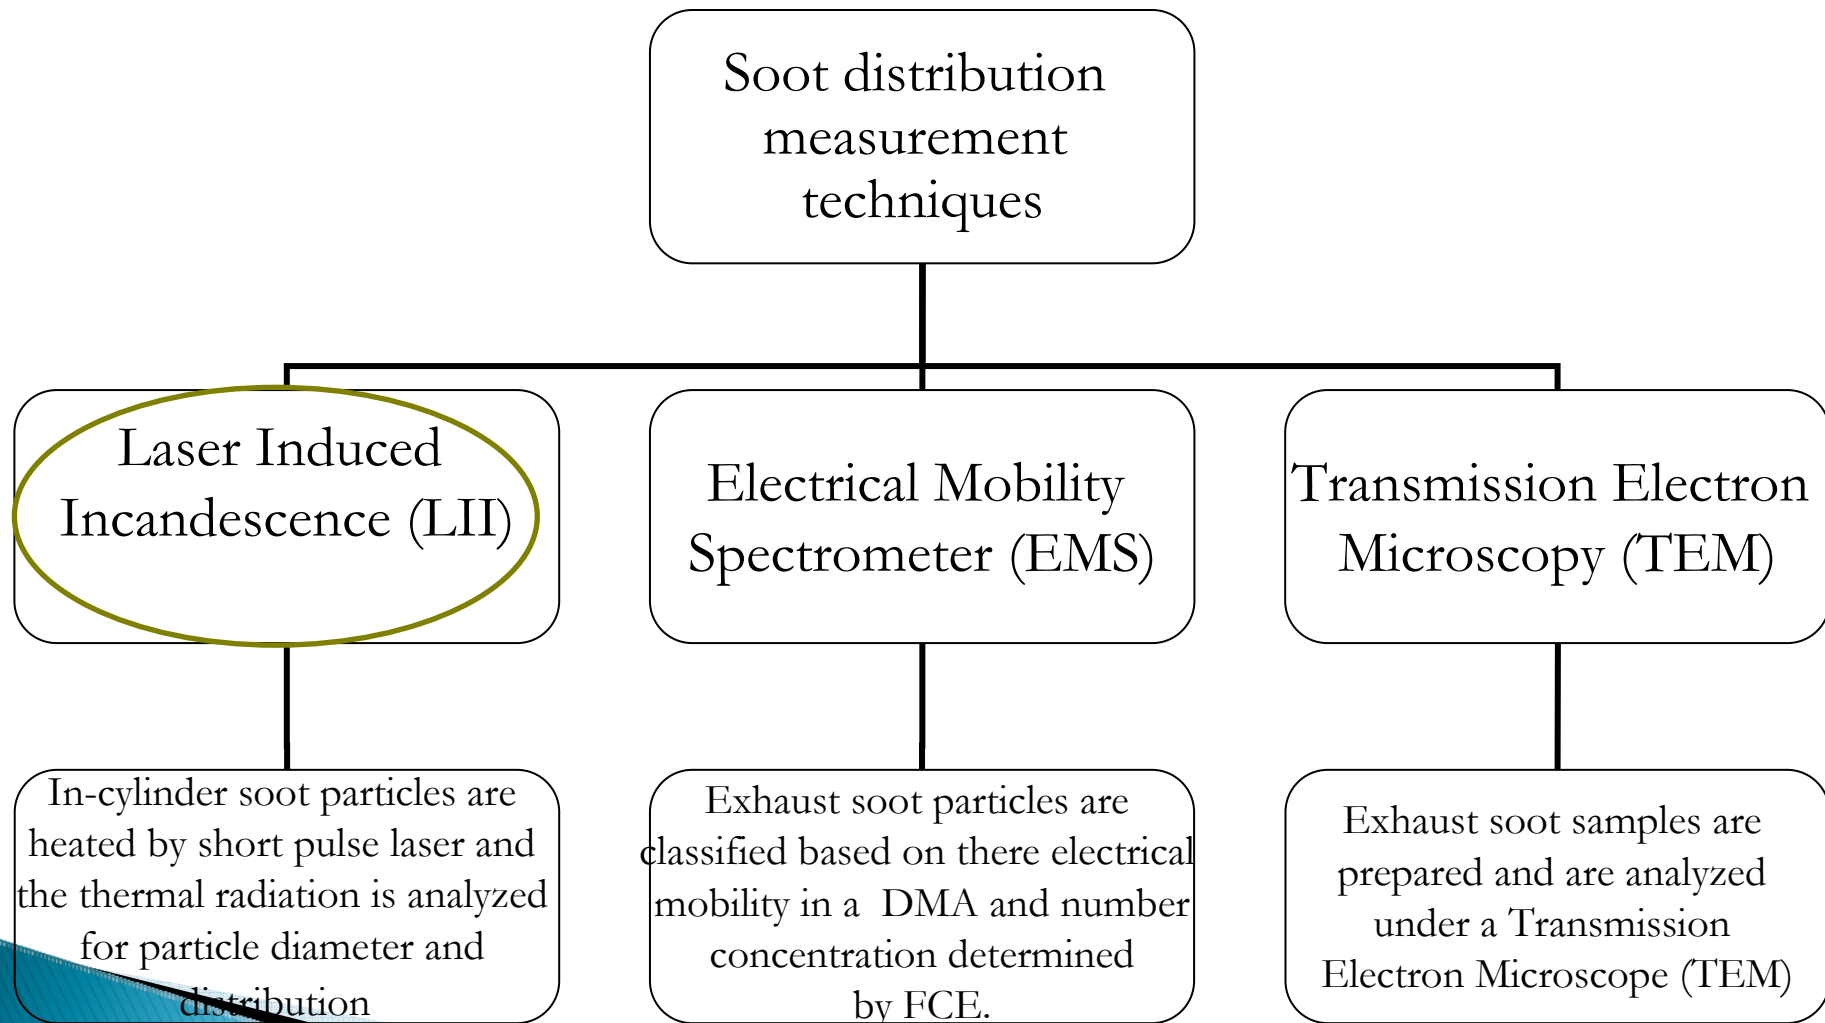 Soot distribution
measurement
techniques
Laser Induced
Incandescence (LII)
Electrical Mobility
Spectrometer (EMS)
Transmission Electron
Microscopy (TEM)
In-cylinder soot particles are
heated by short pulse laser and
the thermal radiation is analyzed
for particle diameter and
distribution
Exhaust soot particles are
classified based on there electrical
mobility in a DMA and number
concentration determined
by FCE.
Exhaust soot samples are
prepared and are analyzed
under a Transmission
Electron Microscope (TEM)